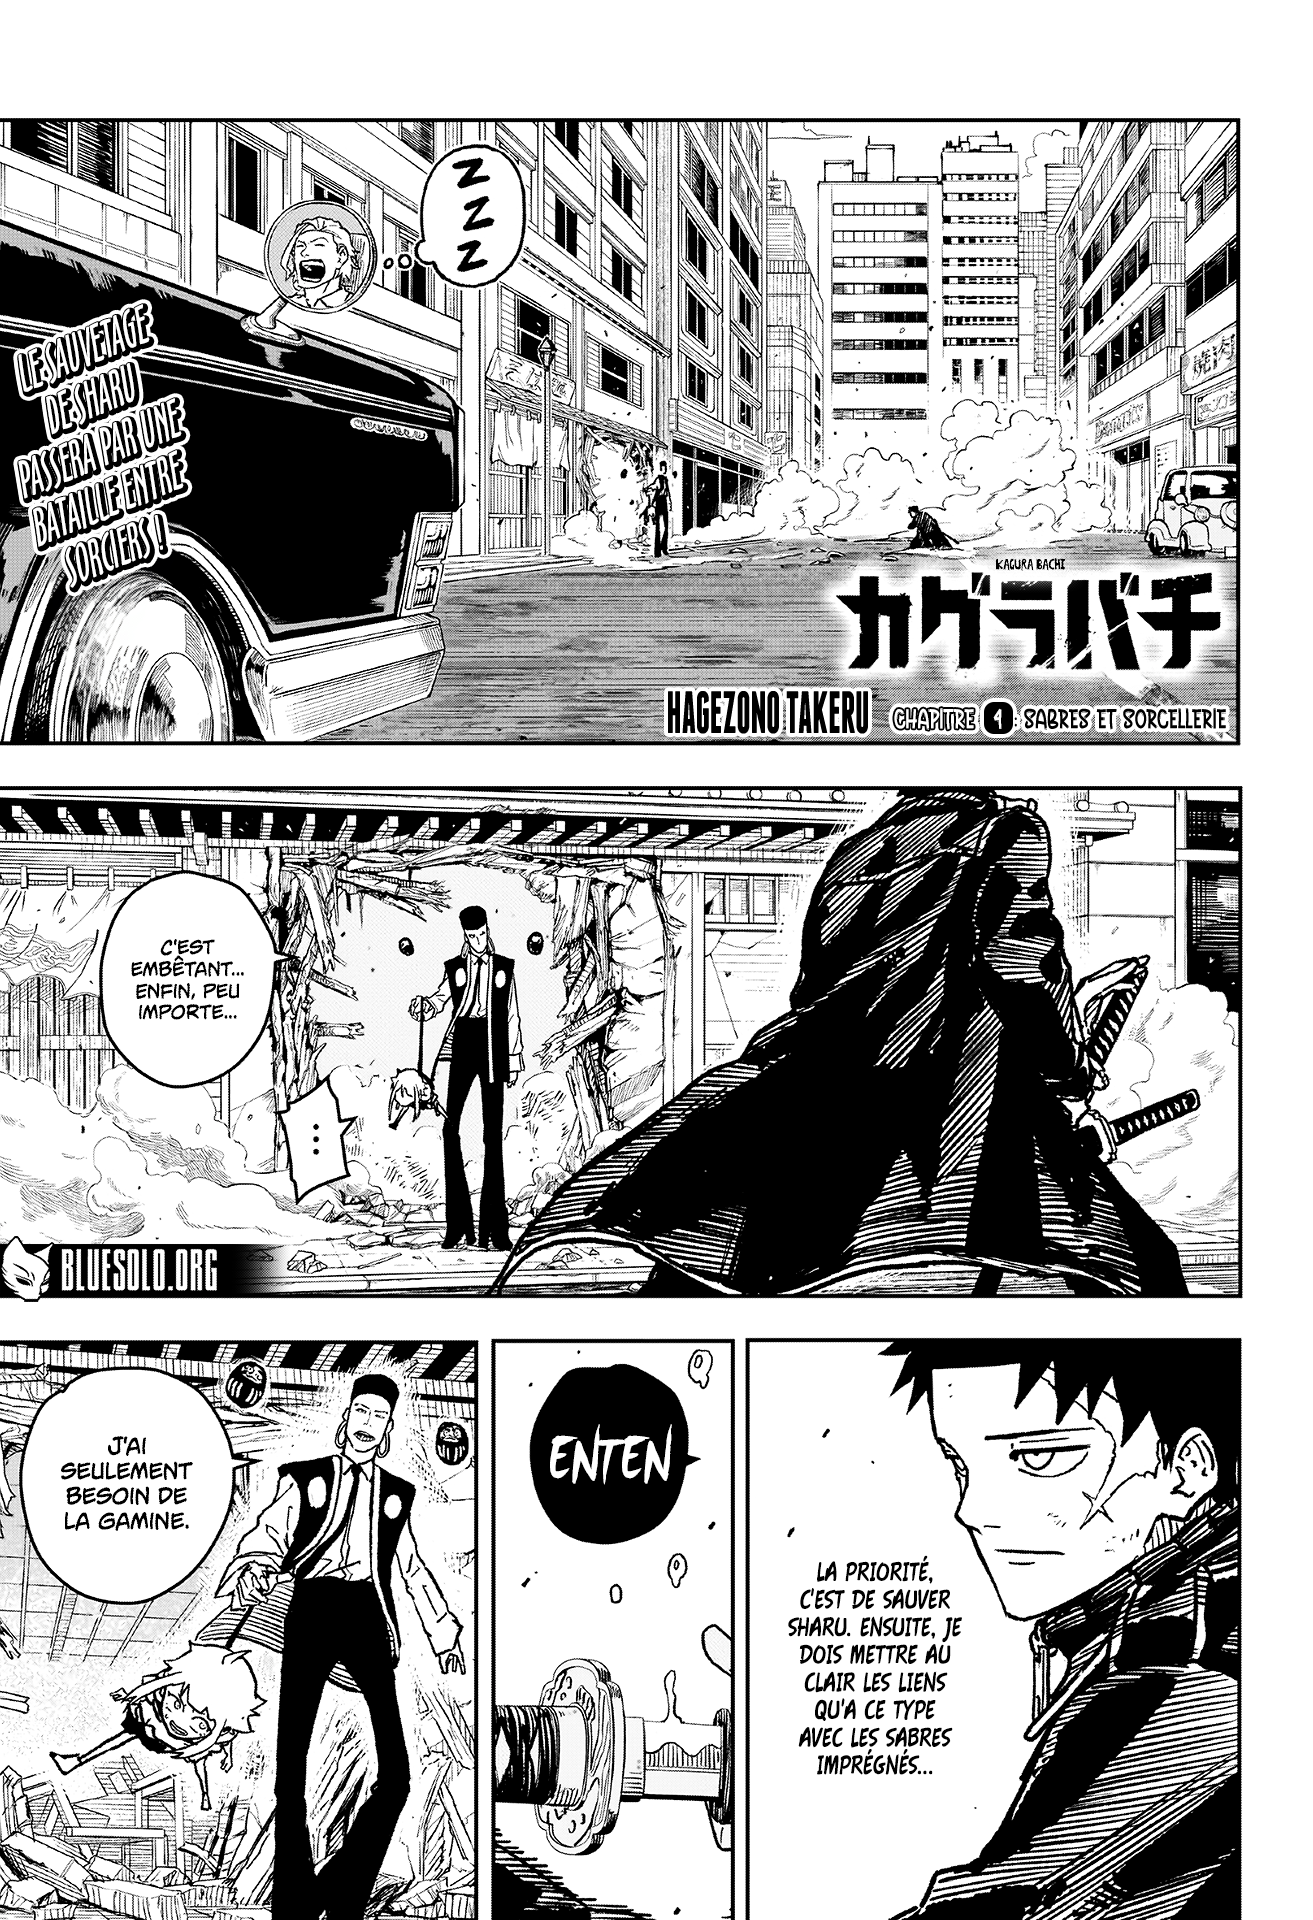 Z
Z
Z
LE SAUVETAGE
DE SHARU
PASSERA PAR UNE
BATAILLE ENTRE
SORCIERS !
KAGURA BACHI
カグラバチ
HAGEZONO TAKERU
CHAPITRE 4 : SABRES ET SORCELLERIE
C'EST
EMBÊTANT...
ENFIN, PEU
IMPORTE...
...
BLUESOLO.ORG
LA PRIORITÉ,
C'EST DE SAUVER
SHARU. ENSUITE, JE
DOIS METTRE AU
CLAIR LES LIENS
QU'A CE TYPE
AVEC LES SABRES
IMPRÉGNÉS...
ENTEN
J'AI
SEULEMENT
BESOIN DE
LA GAMINE.